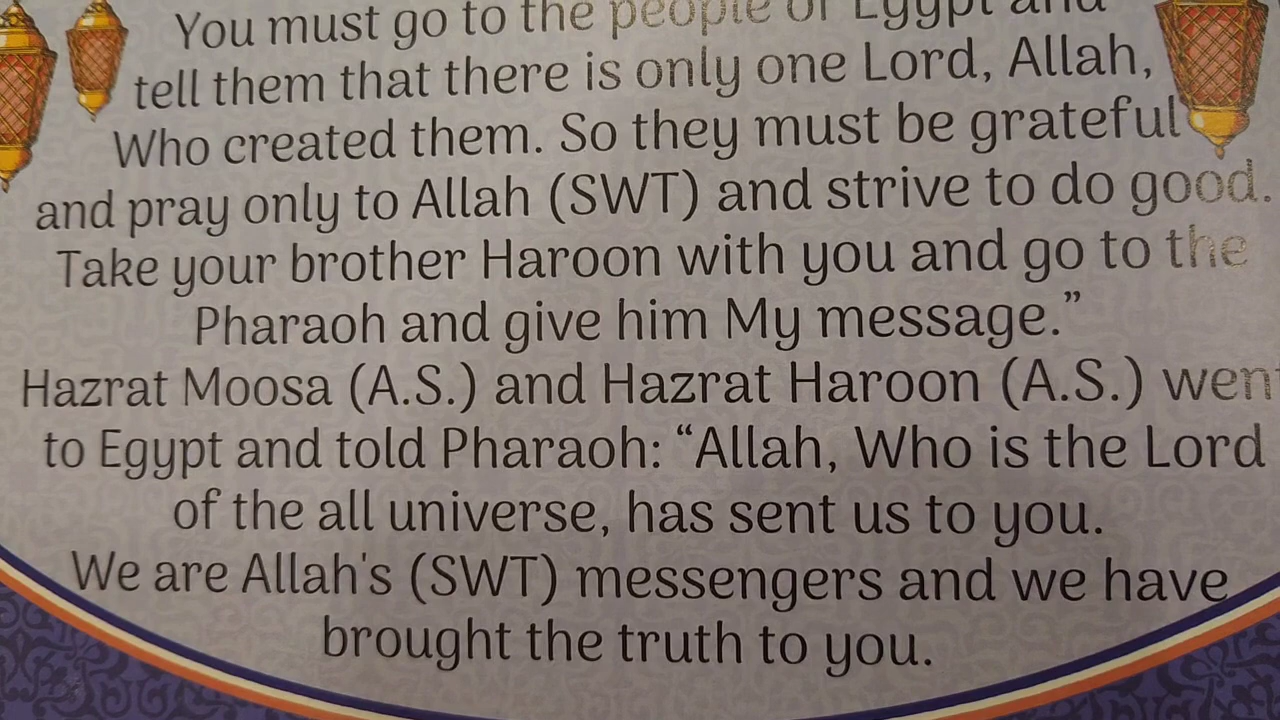 You must go to the people of Egypt and
tell them that there is only one Lord, Allah,
Who created them. So they must be grateful
and pray only to Allah (SWT) and strive to do good.
Take your brother Haroon with you and go to the
Pharaoh and give him My message.”
Hazrat Moosa (A.S.) and Hazrat Haroon (A.S.) went
to Egypt and told Pharaoh: “Allah, Who is the Lord
of the all universe, has sent us to you.
We are Allah's (SWT) messengers and we have
brought the truth to you.